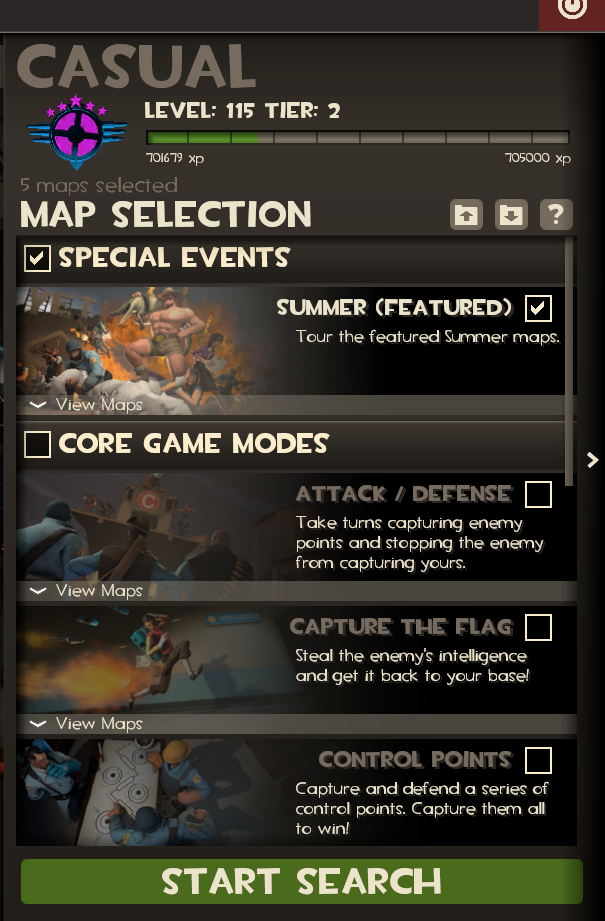 CASUAL
LEVEL: 115 TIER: 2
701679 xp 705000 xp
5 maps selected
MAP SELECTION
?
SPECIAL EVENTS
SUMMER (FEATURED)
Tour the featured Summer maps.
View Maps
CORE GAME MODES
ATTACK / DEFENSE
Take turns capturing enemy
points and stopping the enemy
from capturing yours.
View Maps
CAPTURE THE FLAG
Steal the enemy's intelligence
and get it back to your base!
View Maps
CONTROL POINTS
Capture and defend a series of
control points. Capture them all
to win!
START SEARCH